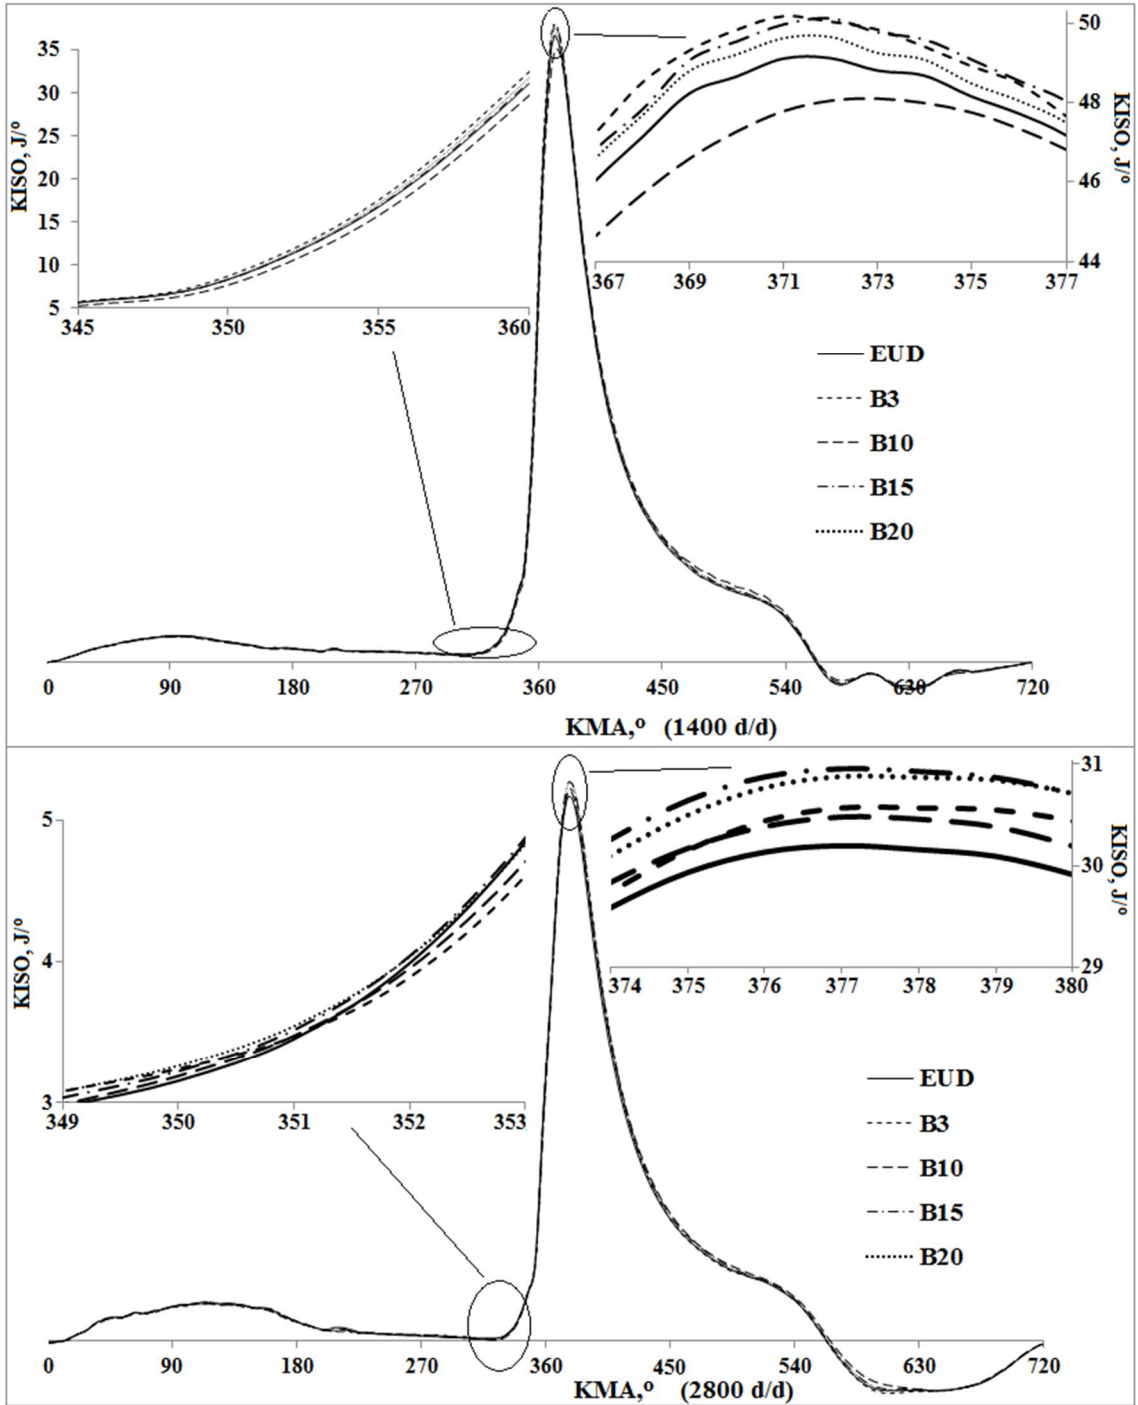 35
30
25
20
15
10
5
KISO, J/º
345 350 355 360
50
48
46
44
KISO, J/º
367 369 371 373 375 377
EUD
B3
B10
B15
B20
0 90 180 270 360 450 540 630 720
KMA,º (1400 d/d)
5
4
3
KISO, J/º
349 350 351 352 353
31
30
29
KISO, J/º
374 375 376 377 378 379 380
EUD
B3
B10
B15
B20
0 90 180 270 360 450 540 630 720
KMA,º (2800 d/d)